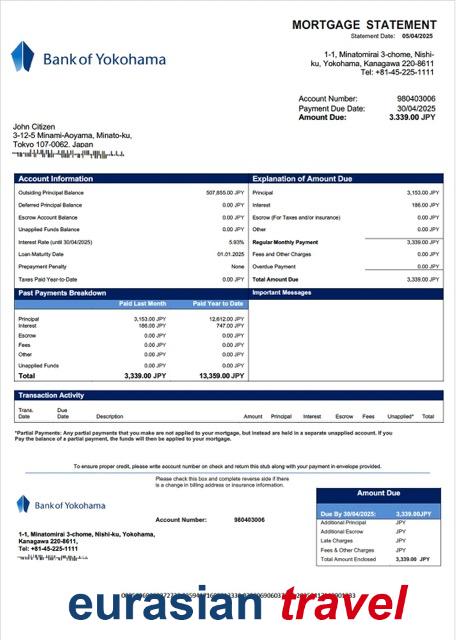 MORTGAGE STATEMENT
Statement Date: 05/04/2025
Bank of Yokohama
1-1, Minatomirai 3-chome, Nishi-
ku, Yokohama, Kanagawa 220-8611
Tel: +81-45-225-1111
Account Number: 980403006
Payment Due Date: 30/04/2025
Amount Due: 3.339.00 JPY
John Citizen
3-12-5 Minami-Aoyama, Minato-ku,
Tokyo 107-0062. Japan
Account Information
Outsiding Principal Balance 507,855.00 JPY
Deferred Principal Balance 0.00 JPY
Escrow Account Balance 0.00 JPY
Unapplied Funds Balance 0.00 JPY
Interest Rate (until 30/04/2025) 5.93%
Loan-Maturity Date 01.01.2025
Prepayment Penalty None
Taxes Paid Year-to-Date 0.00 JPY
Explanation of Amount Due
Principal 3,153.00 JPY
Interest 186.00 JPY
Escrow (For Taxes and/or insurance) 0.00 JPY
Other 0.00 JPY
Regular Monthly Payment 3,339.00 JPY
Fees and Other Charges 0.00 JPY
Overdue Payment 0.00 JPY
Total Amount Due 3,339.00 JPY
Past Payments Breakdown
Paid Last Month Paid Year to Date
Principal 3,153.00 JPY 12,612.00 JPY
Interest 186.00 JPY 747.00 JPY
Escrow 0.00 JPY 0.00 JPY
Fees 0.00 JPY 0.00 JPY
Other 0.00 JPY 0.00 JPY
Unapplied Funds 0.00 JPY 0.00 JPY
Total 3,339.00 JPY 13,359.00 JPY
Important Messages
Transaction Activity
Trans. Date Due Date Description Amount Principal Interest Escrow Fees Unapplied* Total
*Partial Payments: Any partial payments that you make are not applied to your mortgage, but instead are held in a separate unapplied account. If you
Pay the balance of a partial payment, the funds will then be applied to your mortgage.
To ensure proper credit, please write account number on check and return this stub along with your payment in envelope provided.
Please check this box and complete reverse side if there
is a change in billing address or insurance information.
Bank of Yokohama
Account Number: 980403006
1-1, Minatomirai 3-chome, Nishi-ku, Yokohama,
Kanagawa 220-8611,
Tel: +81-45-225-1111
Amount Due
Due By 30/04/2025: 3,339.00JPY
Additional Principal JPY
Additional Escrow JPY
Late Charges JPY
Fees & Other Charges JPY
Total Amount Enclosed 3,339.00 JPY
eurasian travel